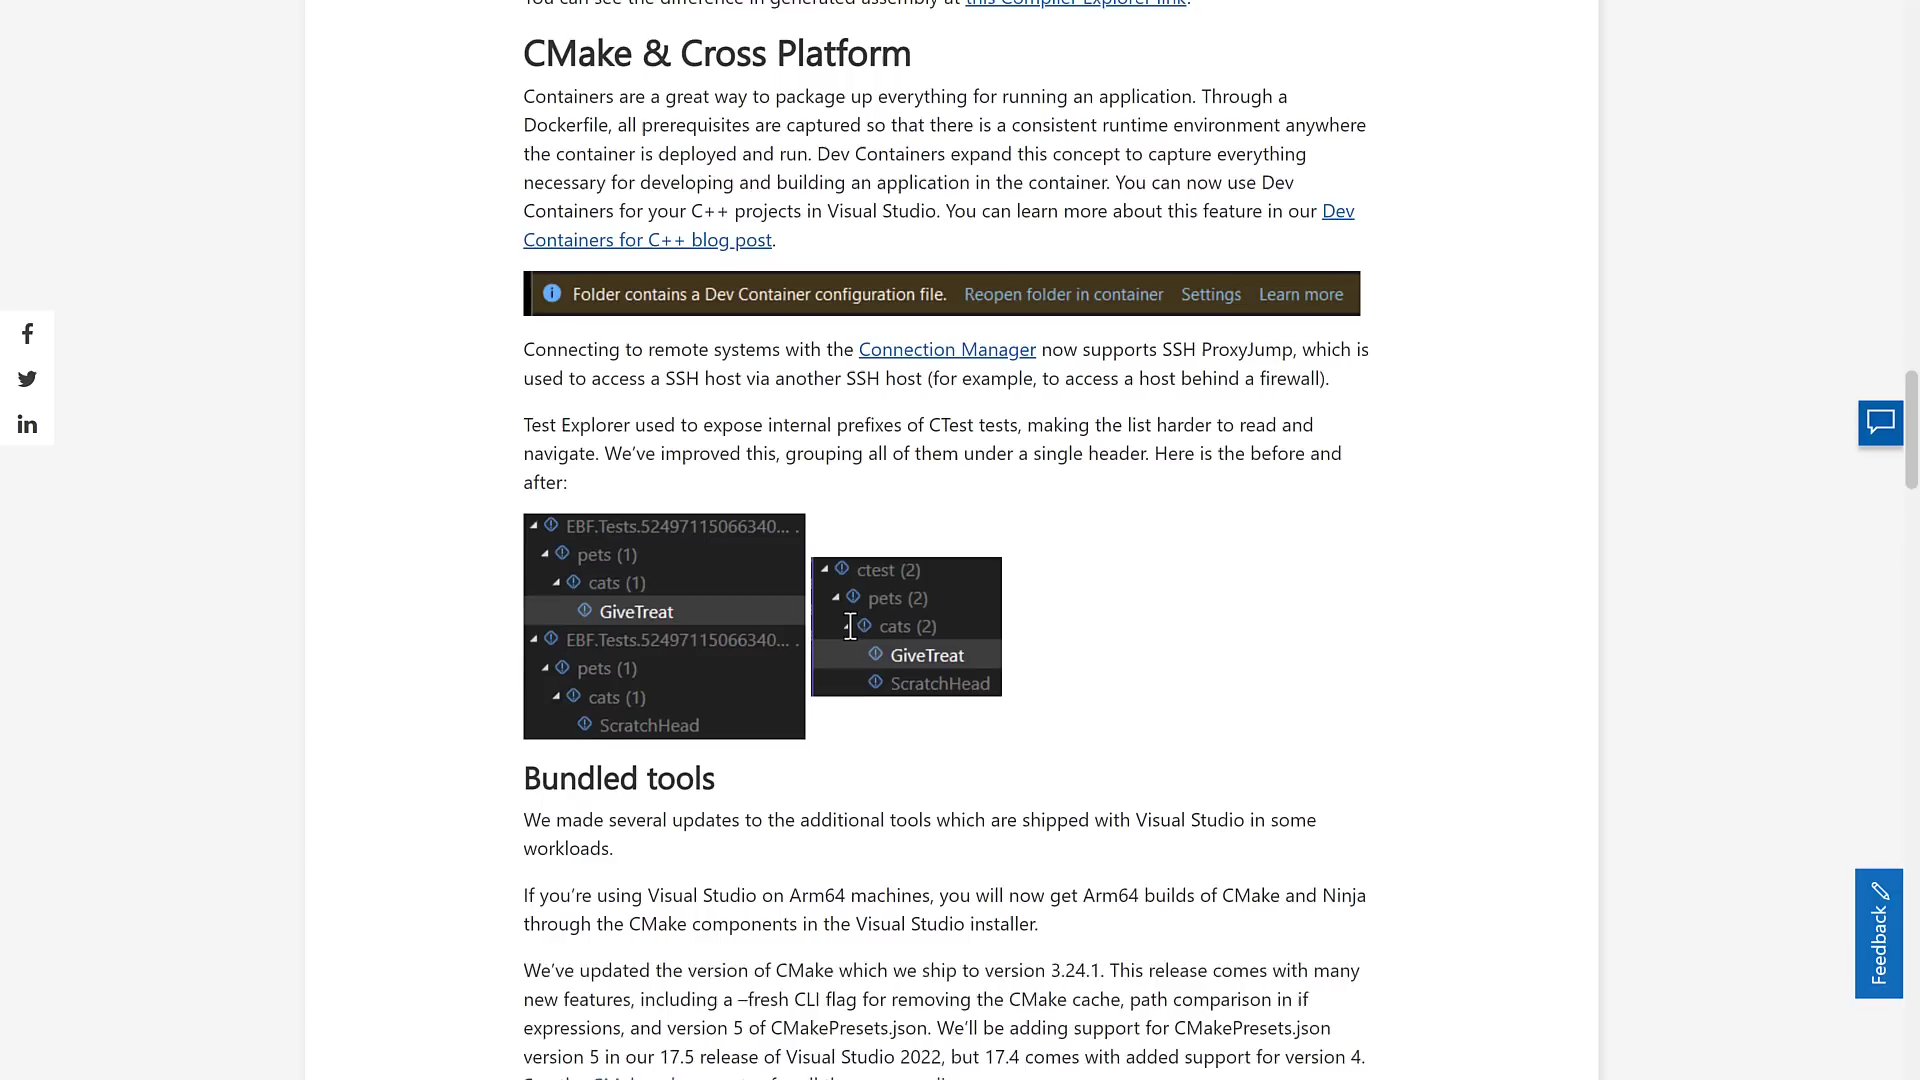 You can see the difference in generated assembly at this Compiler Explorer link.
CMake & Cross Platform
Containers are a great way to package up everything for running an application. Through a
Dockerfile, all prerequisites are captured so that there is a consistent runtime environment anywhere
the container is deployed and run. Dev Containers expand this concept to capture everything
necessary for developing and building an application in the container. You can now use Dev
Containers for your C++ projects in Visual Studio. You can learn more about this feature in our Dev
Containers for C++ blog post.
Folder contains a Dev Container configuration file. Reopen folder in container Settings Learn more
Connecting to remote systems with the Connection Manager now supports SSH ProxyJump, which is
used to access a SSH host via another SSH host (for example, to access a host behind a firewall).
Test Explorer used to expose internal prefixes of CTest tests, making the list harder to read and
navigate. We’ve improved this, grouping all of them under a single header. Here is the before and
after:
EBF.Tests.52497115066340... .
pets (1)
cats (1)
GiveTreat
EBF.Tests.52497115066340... .
pets (1)
cats (1)
ScratchHead
ctest (2)
pets (2)
cats (2)
GiveTreat
ScratchHead
Bundled tools
We made several updates to the additional tools which are shipped with Visual Studio in some
workloads.
If you’re using Visual Studio on Arm64 machines, you will now get Arm64 builds of CMake and Ninja
through the CMake components in the Visual Studio installer.
We’ve updated the version of CMake which we ship to version 3.24.1. This release comes with many
new features, including a –fresh CLI flag for removing the CMake cache, path comparison in if
expressions, and version 5 of CMakePresets.json. We’ll be adding support for CMakePresets.json
version 5 in our 17.5 release of Visual Studio 2022, but 17.4 comes with added support for version 4.
Feedback